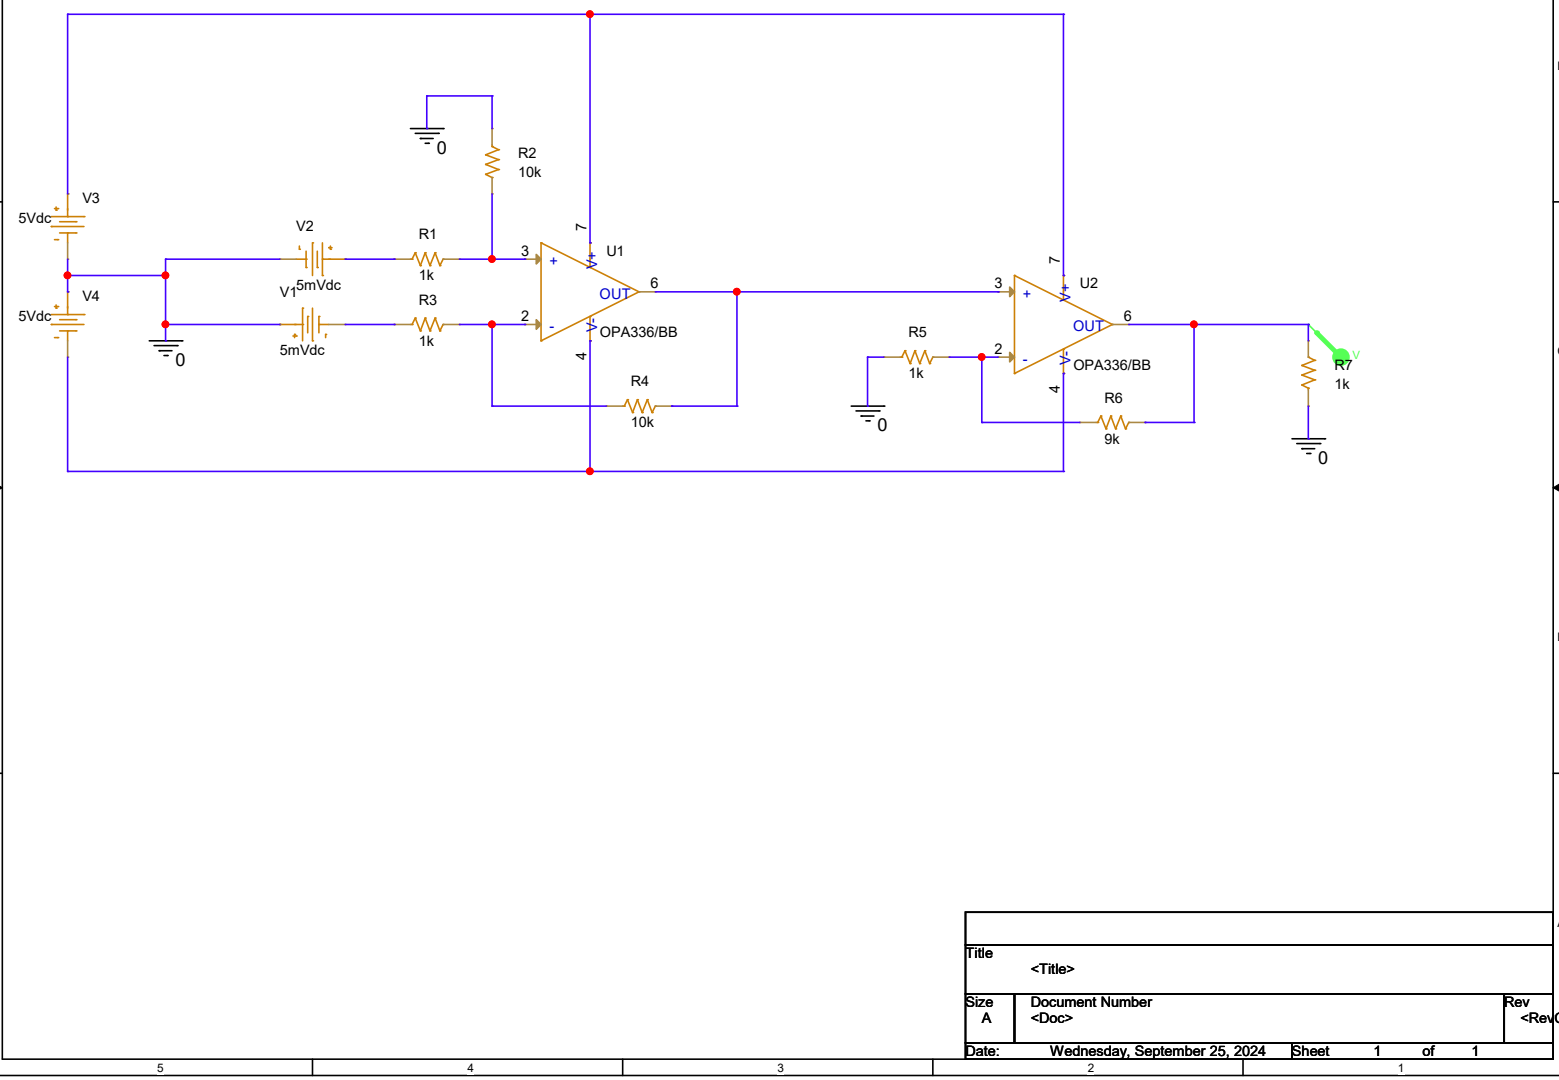 R2
10k
0
V3
5Vdc
V2
R1
1k
5mVdc
3
+
7
V+
U1
OUT
6
V4
5Vdc
V1
5mVdc
R3
1k
2
-
V-
4
OPA336/BB
0
R4
10k
3
+
7
V+
U2
OUT
6
R5
1k
2
-
V-
4
OPA336/BB
0
R6
9k
V
R7
1k
0
Title
<Title>
Size
A
Document Number
<Doc>
Rev
Date:
Wednesday, September 25, 2024
Sheet
1 of 1
5 4 3 2 1